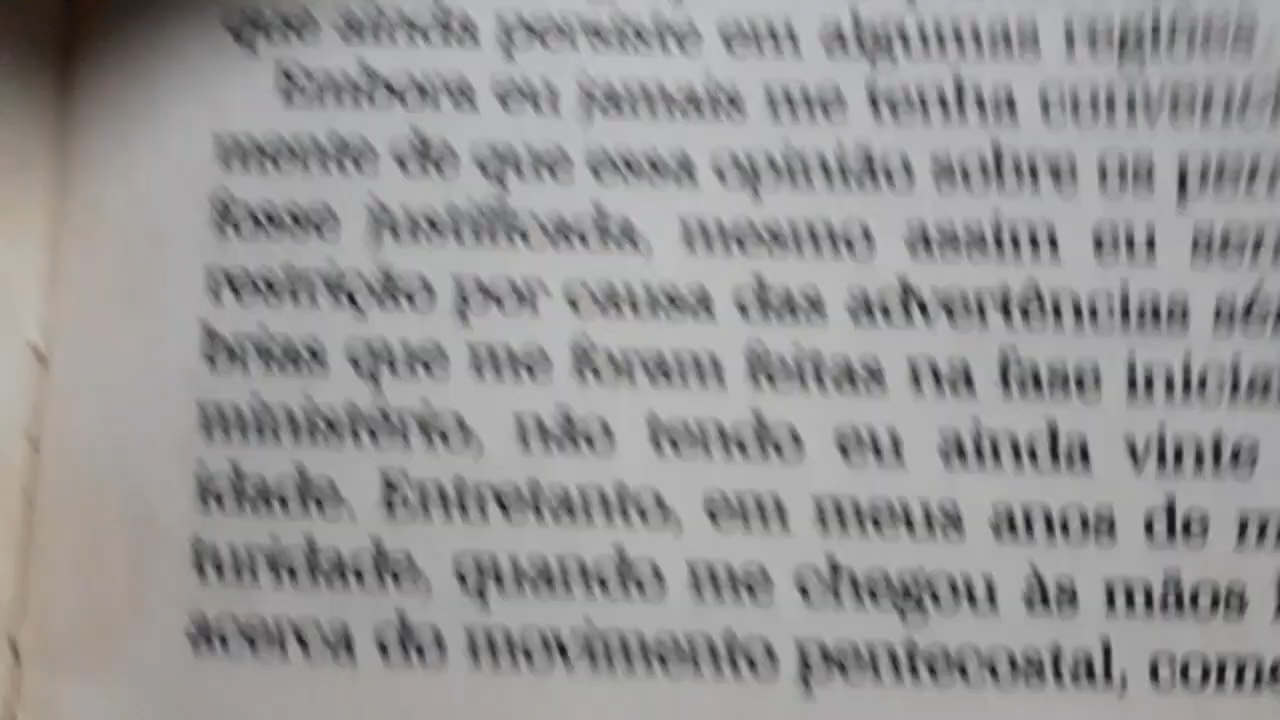 que ainda persiste em algumas regiões
Embora eu jamais me tenha
mente de que essa opinião sobre os
fosse justificada, mesmo assim eu
restrição por causa das advertências
brias que me foram feitas na fase
ministério, não tendo eu ainda vinte
idade. Entretanto, em meus anos de
turidade, quando me chegou às mãos
acerca do movimento pentecostal,